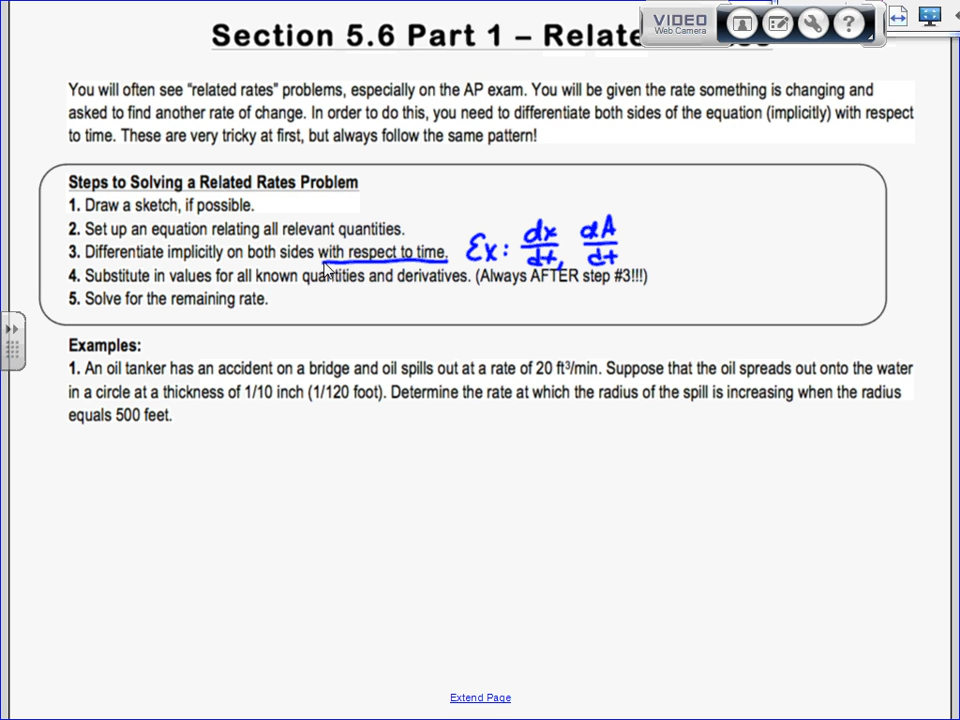 Section 5.6 Part 1 – Relate
VIDEO
Web Camera
?
You will often see “related rates” problems, especially on the AP exam. You will be given the rate something is changing and
asked to find another rate of change. In order to do this, you need to differentiate both sides of the equation (implicitly) with respect
to time. These are very tricky at first, but always follow the same pattern!
Steps to Solving a Related Rates Problem
1. Draw a sketch, if possible.
2. Set up an equation relating all relevant quantities.
3. Differentiate implicitly on both sides with respect to time. Ex: dx/dt, dA/dt
4. Substitute in values for all known quantities and derivatives. (Always AFTER step #3!!!)
5. Solve for the remaining rate.
Examples:
1. An oil tanker has an accident on a bridge and oil spills out at a rate of 20 ft³/min. Suppose that the oil spreads out onto the water
in a circle at a thickness of 1/10 inch (1/120 foot). Determine the rate at which the radius of the spill is increasing when the radius
equals 500 feet.
Extend Page